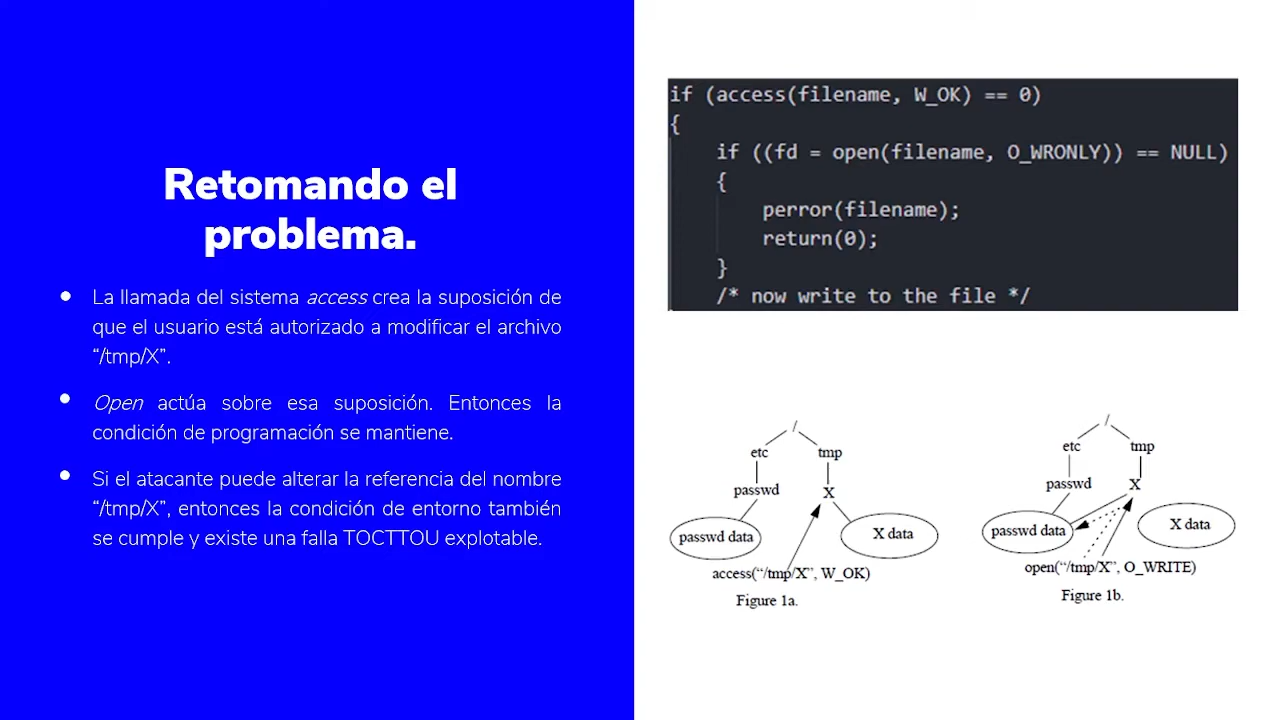 Retomando el
problema.
● La llamada del sistema access crea la suposición de
que el usuario está autorizado a modificar el archivo
“/tmp/X”.
● Open actúa sobre esa suposición. Entonces la
condición de programación se mantiene.
● Si el atacante puede alterar la referencia del nombre
“/tmp/X”, entonces la condición de entorno también
se cumple y existe una falla TOCTTOU explotable.
if (access(filename, W_OK) == 0)
{
if ((fd = open(filename, O_WRONLY)) == NULL)
{
perror(filename);
return(0);
}
/* now write to the file */
/
etc tmp
passwd X
passwd data X data
access(“/tmp/X”, W_OK)
Figure 1a.
/
etc tmp
passwd X
passwd data X data
open(“/tmp/X”, O_WRITE)
Figure 1b.